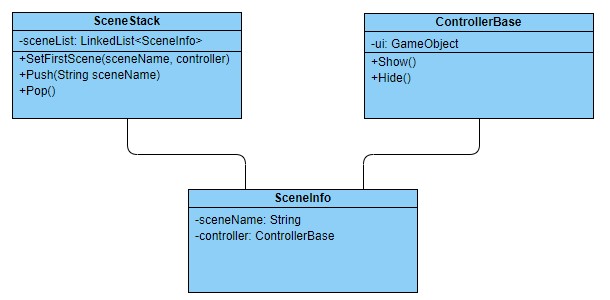 SceneStack
-sceneList: LinkedList<SceneInfo>
+SetFirstScene(sceneName, controller)
+Push(String sceneName)
+Pop()
ControllerBase
-ui: GameObject
+Show()
+Hide()
SceneInfo
-sceneName: String
-controller: ControllerBase